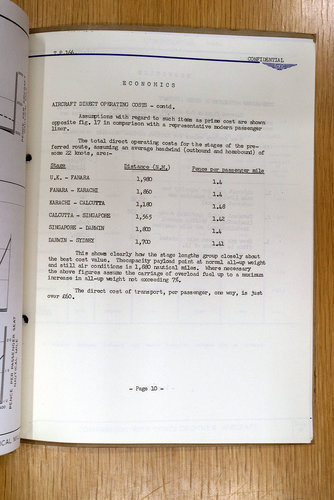 T.P.164
CONFIDENTIAL
ECONOMICS
AIRCRAFT DIRECT OPERATING COSTS - contd.
Assumptions with regard to such items as prime cost are shown
opposite fig. 17 in comparison with a representative modern passenger
liner.
The total direct operating costs for the stages of the pre-
ferred route, assuming an average headwind (outbound and homebound) of
some 22 knots, are:-
Stage Distance (N.M.) Pence per passenger mile
U.K. - FANARA 1,980 1.4
FANARA - KARACHI 1,860 1.4
KARACHI - CALCUTTA 1,180 1.48
CALCUTTA - SINGAPORE 1,565 1.42
SINGAPORE - DARWIN 1,800 1.4
DARWIN - SYDNEY 1,700 1.41
This shows clearly how the stage lengths group closely about
the best cost value. Thecapacity payload point at normal all-up weight
and still air conditions is 1,880 nautical miles. Where necessary
the above figures assume the carriage of overload fuel up to a maximum
increase in all-up weight not exceeding 7%.
The direct cost of transport, per passenger, one way, is just
over £60.
- Page 10 -
PENCE PER PASSENGER
NAUTICAL MILE